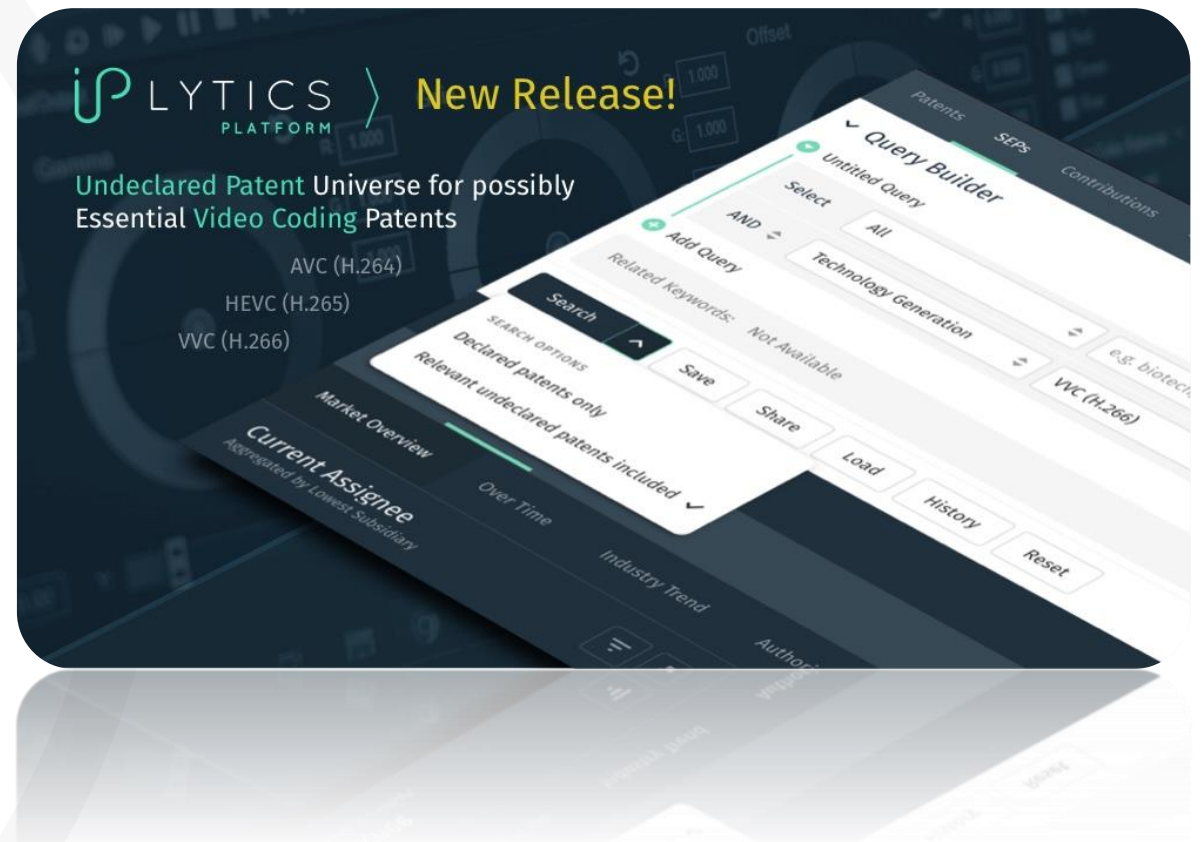 iPLYTICS
PLATFORM
New Release!
Undeclared Patent Universe for possibly
Essential Video Coding Patents
AVC (H.264)
HEVC (H.265)
VVC (H.266)
Offset
1.000
R: 1.000
G: 1.000
Gamma
Patents
SEPs
Contributions
Query Builder
Untitled Query
Select
All
AND
Technology Generation
VVC (H.266)
e.g. biotech
Add Query
Related Keywords: Not Available
Search
Save
Share
Load
History
Reset
SEARCH OPTIONS
Declared patents only
Relevant undeclared patents included
Market Overview
Over Time
Industry Trend
Current Assignee
Aggregated by Lowest Subsidiary